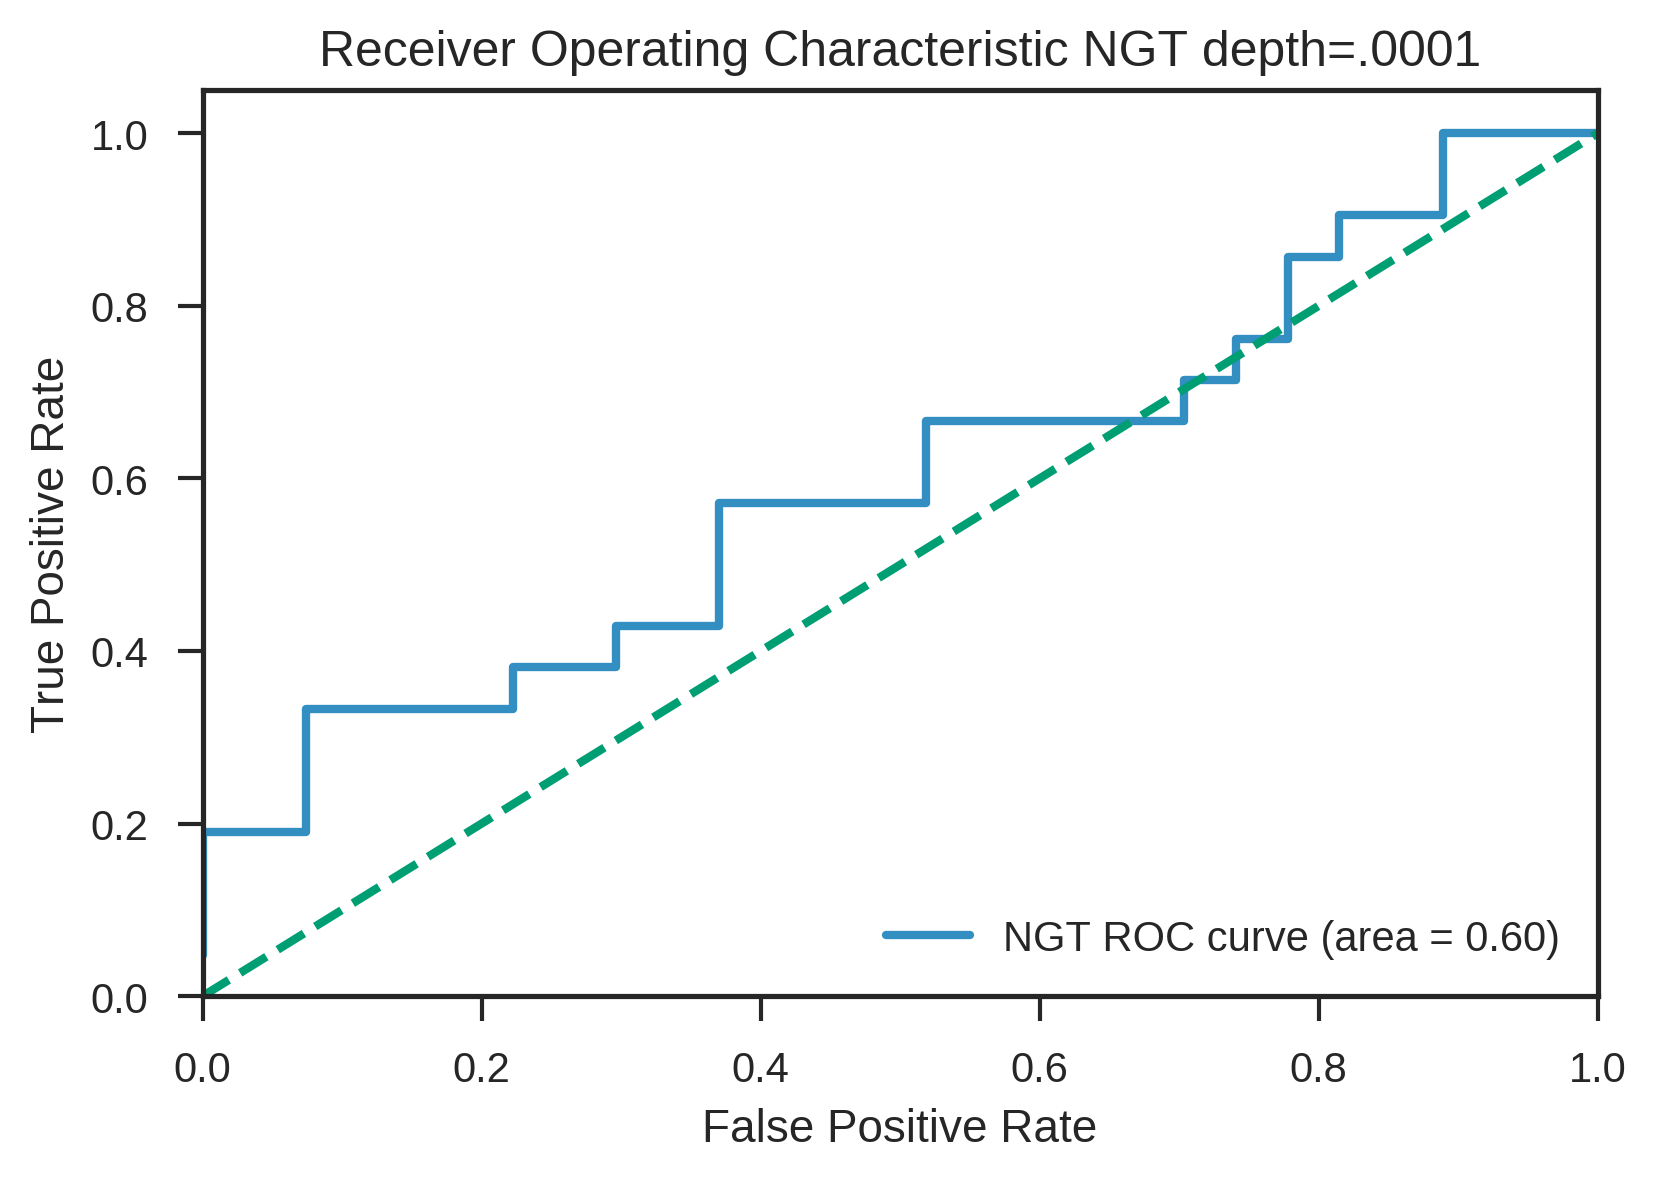 Receiver Operating Characteristic NGT depth=.0001
1.0
0.8
0.6
0.4
0.2
0.0
True Positive Rate
NGT ROC curve (area = 0.60)
0.0 0.2 0.4 0.6 0.8 1.0
False Positive Rate